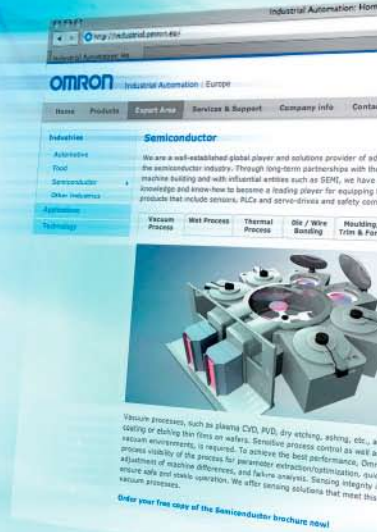 Industrial Automation: Hom
http://industrial.omron.eu/
Industrial Automation: Ho
OMRON Industrial Automation | Europe
Home Products Expert Area Services & Support Company info Contac
Industries
Automotive
Food
Semiconductor
Other Industries
Applications
Technology
Semiconductor
We are a well-established global player and solutions provider of ad
the semiconductor industry. Through long-term partnerships with the
machine building and with influential entities such as SEMI, we have
knowledge and know-how to become a leading player for equipping
products that include sensors, PLCs and servo-drives and safety com
Vacuum Process
Wet Process
Thermal Process
Die / Wire Bonding
Moulding, Trim & For
Vacuum processes, such as plasma CVD, PVD, dry etching, ashing, etc., a
coating or etching thin films on wafers. Sensitive process control as well a
vacuum environments, is required. To achieve the best performance, Omr
process visibility of the process for parameter extraction/optimisation, quic
adjustment of machine differences, and failure analysis. Sensing integrity
ensure safe and stable operation. We offer sensing solutions that meet this
vacuum processes.
Order your free copy of the Semiconductor brochure now!